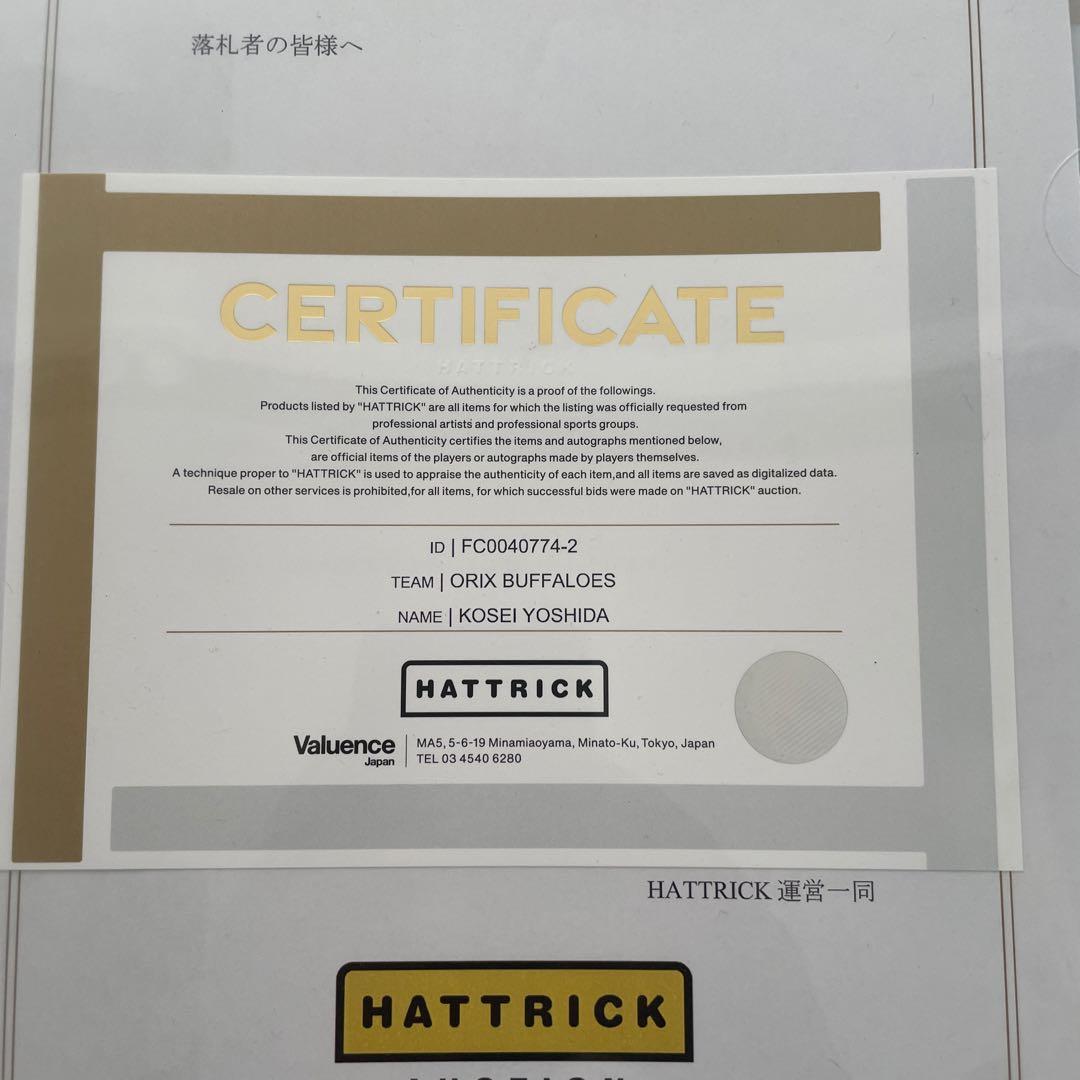 落札者の皆様へ
CERTIFICATE
HATTRICK
This Certificate of Authenticity is a proof of the followings.
Products listed by "HATTRICK" are all items for which the listing was officially requested from
professional artists and professional sports groups.
This Certificate of Authenticity certifies the items and autographs mentioned below,
are official items of the players or autographs made by players themselves.
A technique proper to "HATTRICK" is used to appraise the authenticity of each item,and all items are saved as digitalized data.
Resale on other services is prohibited,for all items, for which successful bids were made on "HATTRICK" auction.
ID | FC0040774-2
TEAM | ORIX BUFFALOES
NAME | KOSEI YOSHIDA
HATTRICK
Valuence Japan
MA5, 5-6-19 Minamiaoyama, Minato-Ku, Tokyo, Japan
TEL 03 4540 6280
HATTRICK 運営一同
HATTRICK